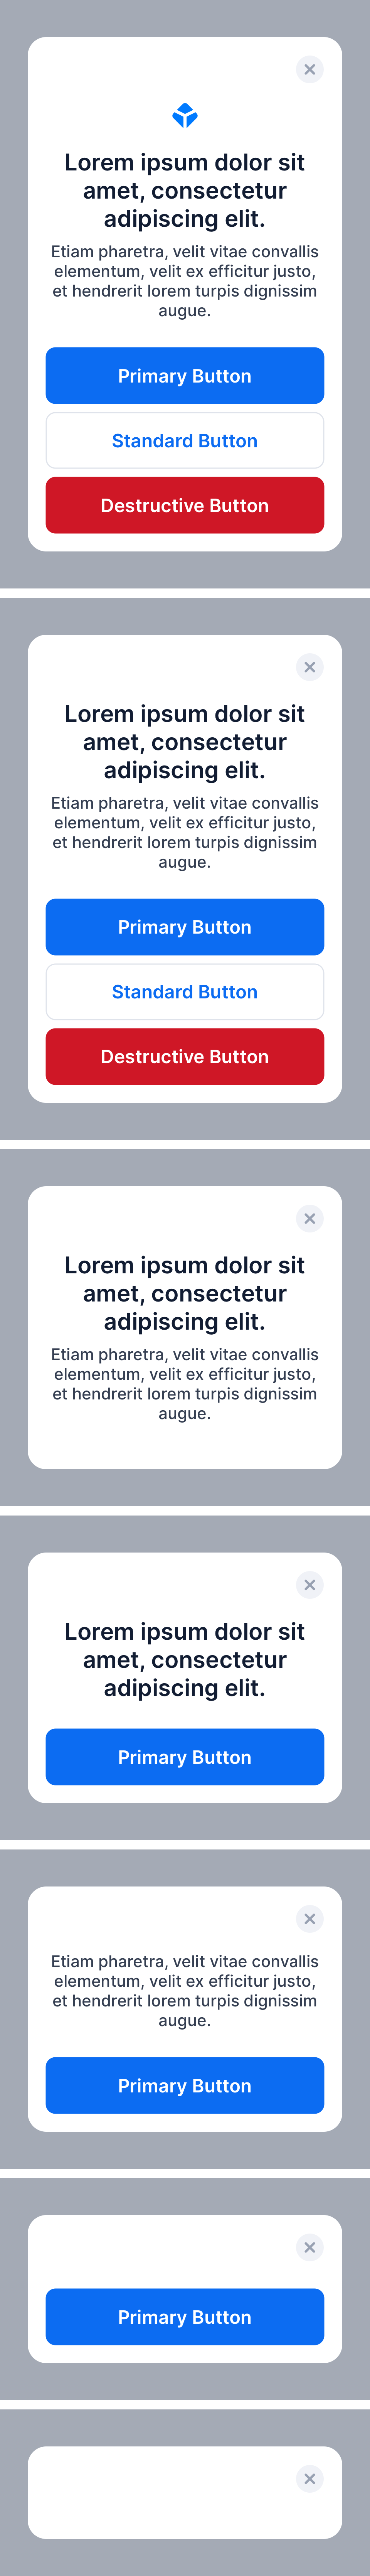 Lorem ipsum dolor sit
amet, consectetur
adipiscing elit.
Etiam pharetra, velit vitae convallis
elementum, velit ex efficitur justo,
et hendrerit lorem turpis dignissim
augue.
Primary Button
Standard Button
Destructive Button
Lorem ipsum dolor sit
amet, consectetur
adipiscing elit.
Etiam pharetra, velit vitae convallis
elementum, velit ex efficitur justo,
et hendrerit lorem turpis dignissim
augue.
Primary Button
Standard Button
Destructive Button
Lorem ipsum dolor sit
amet, consectetur
adipiscing elit.
Etiam pharetra, velit vitae convallis
elementum, velit ex efficitur justo,
et hendrerit lorem turpis dignissim
augue.
Lorem ipsum dolor sit
amet, consectetur
adipiscing elit.
Primary Button
Etiam pharetra, velit vitae convallis
elementum, velit ex efficitur justo,
et hendrerit lorem turpis dignissim
augue.
Primary Button
Primary Button